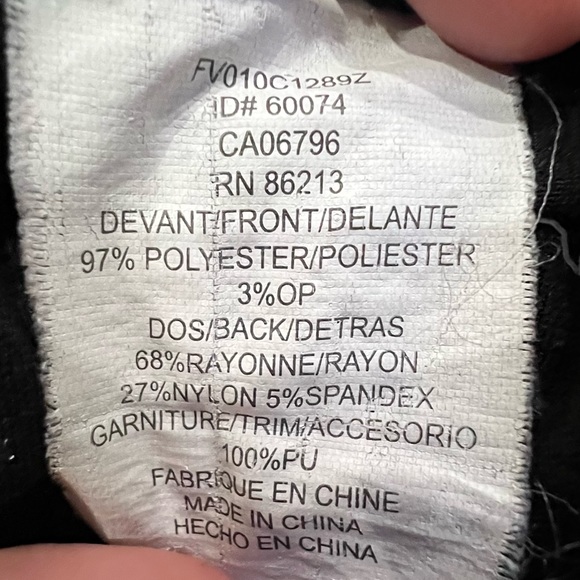 FV010C1289Z
ID# 60074
CA06796
RN 86213
DEVANT/FRONT/DELANTE
97% POLYESTER/POLIESTER
3%OP
DOS/BACK/DETRAS
68%RAYONNE/RAYON
27%NYLON 5%SPANDEX
GARNITURE/TRIM/ACCESORIO
100%PU
FABRIQUE EN CHINE
MADE IN CHINA
HECHO EN CHINA